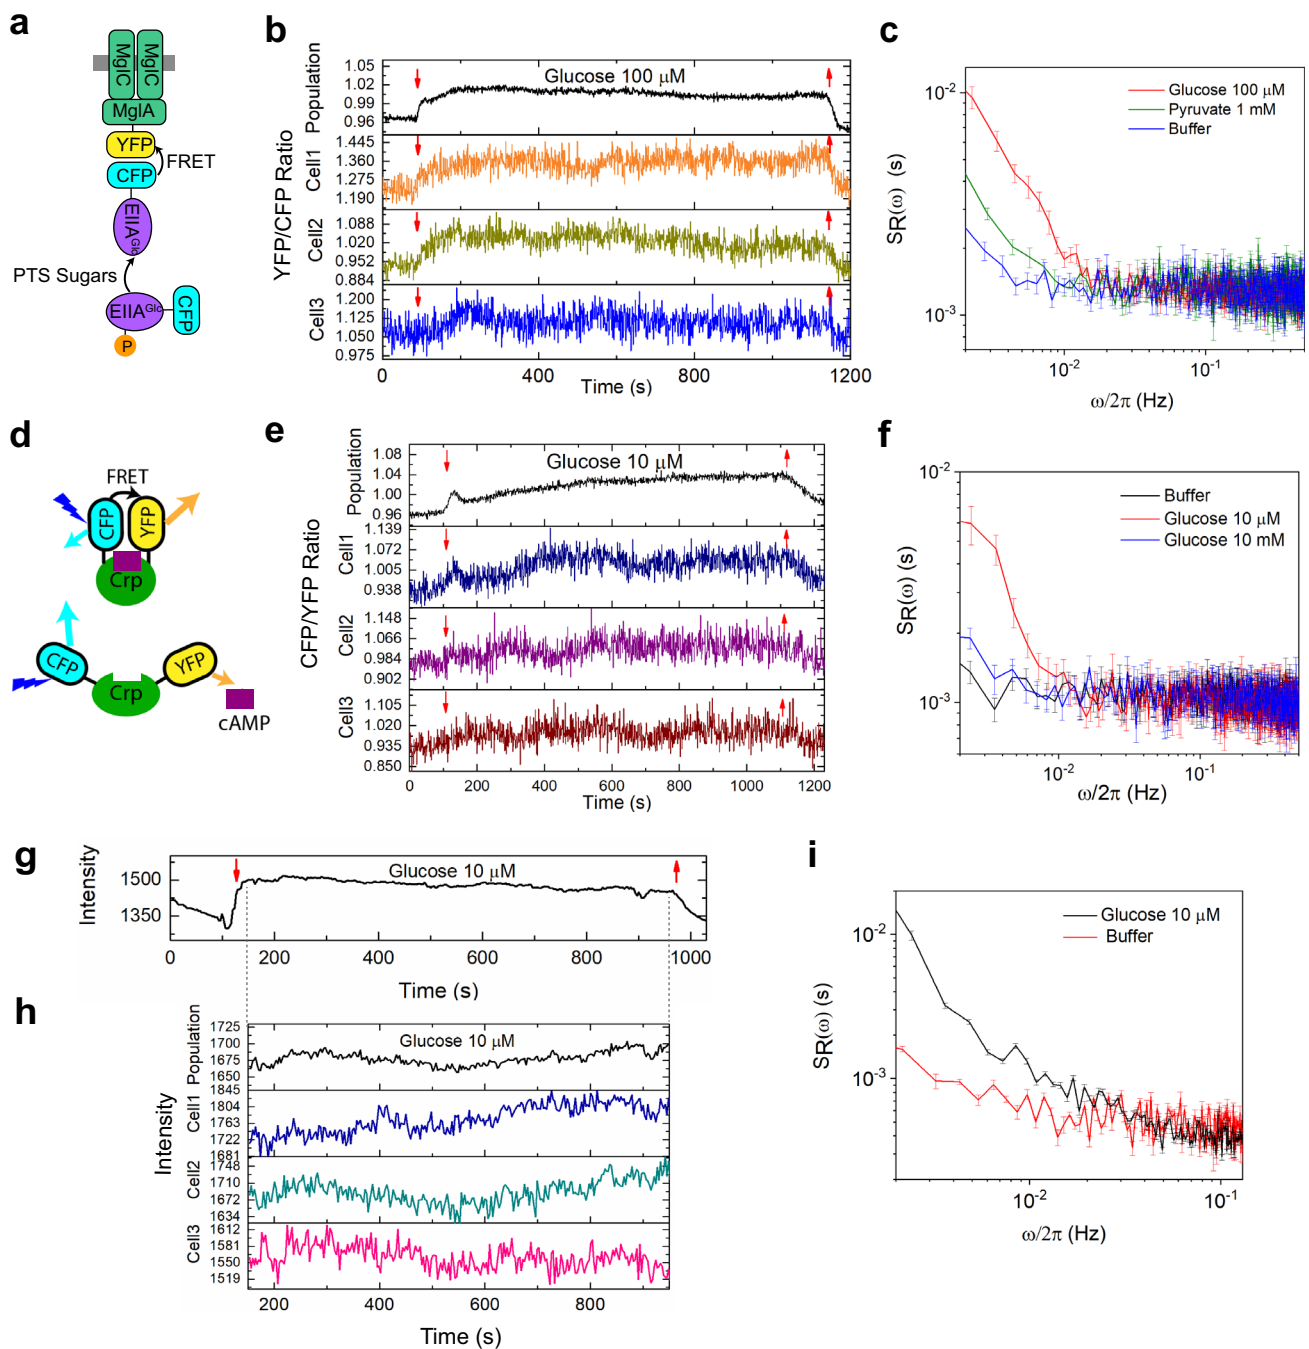 a
MglC
MglC
MglA
YFP
FRET
CFP
EIIAGlc
PTS Sugars
EIIAGlc
CFP
P
b
YFP/CFP Ratio
Population
1.05
1.02
0.99
0.96
Glucose 100 μM
Cell1
1.445
1.360
1.275
1.190
Cell2
1.088
1.020
0.952
0.884
Cell3
1.200
1.125
1.050
0.975
0 400 800 1200
Time (s)
c
SR(ω) (s)
10-2
10-3
Glucose 100 μM
Pyruvate 1 mM
Buffer
10-2 10-1
ω/2π (Hz)
d
FRET
CFP
YFP
Crp
CFP
YFP
Crp
cAMP
e
CFP/YFP Ratio
Population
1.08
1.04
1.00
0.96
Glucose 10 μM
Cell1
1.139
1.072
1.005
0.938
Cell2
1.148
1.066
0.984
0.902
Cell3
1.105
1.020
0.935
0.850
0 200 400 600 800 1000 1200
Time (s)
f
SR(ω) (s)
10-2
10-3
Buffer
Glucose 10 μM
Glucose 10 mM
10-2 10-1
ω/2π (Hz)
g
Intensity
1500
1350
Glucose 10 μM
0 200 400 600 800 1000
Time (s)
h
Intensity
Population
1725
1700
1675
1650
Glucose 10 μM
Cell1
1845
1804
1763
1722
1681
Cell2
1748
1710
1672
1634
Cell3
1612
1581
1550
1519
200 400 600 800
Time (s)
i
SR(ω) (s)
10-2
10-3
Glucose 10 μM
Buffer
10-2 10-1
ω/2π (Hz)